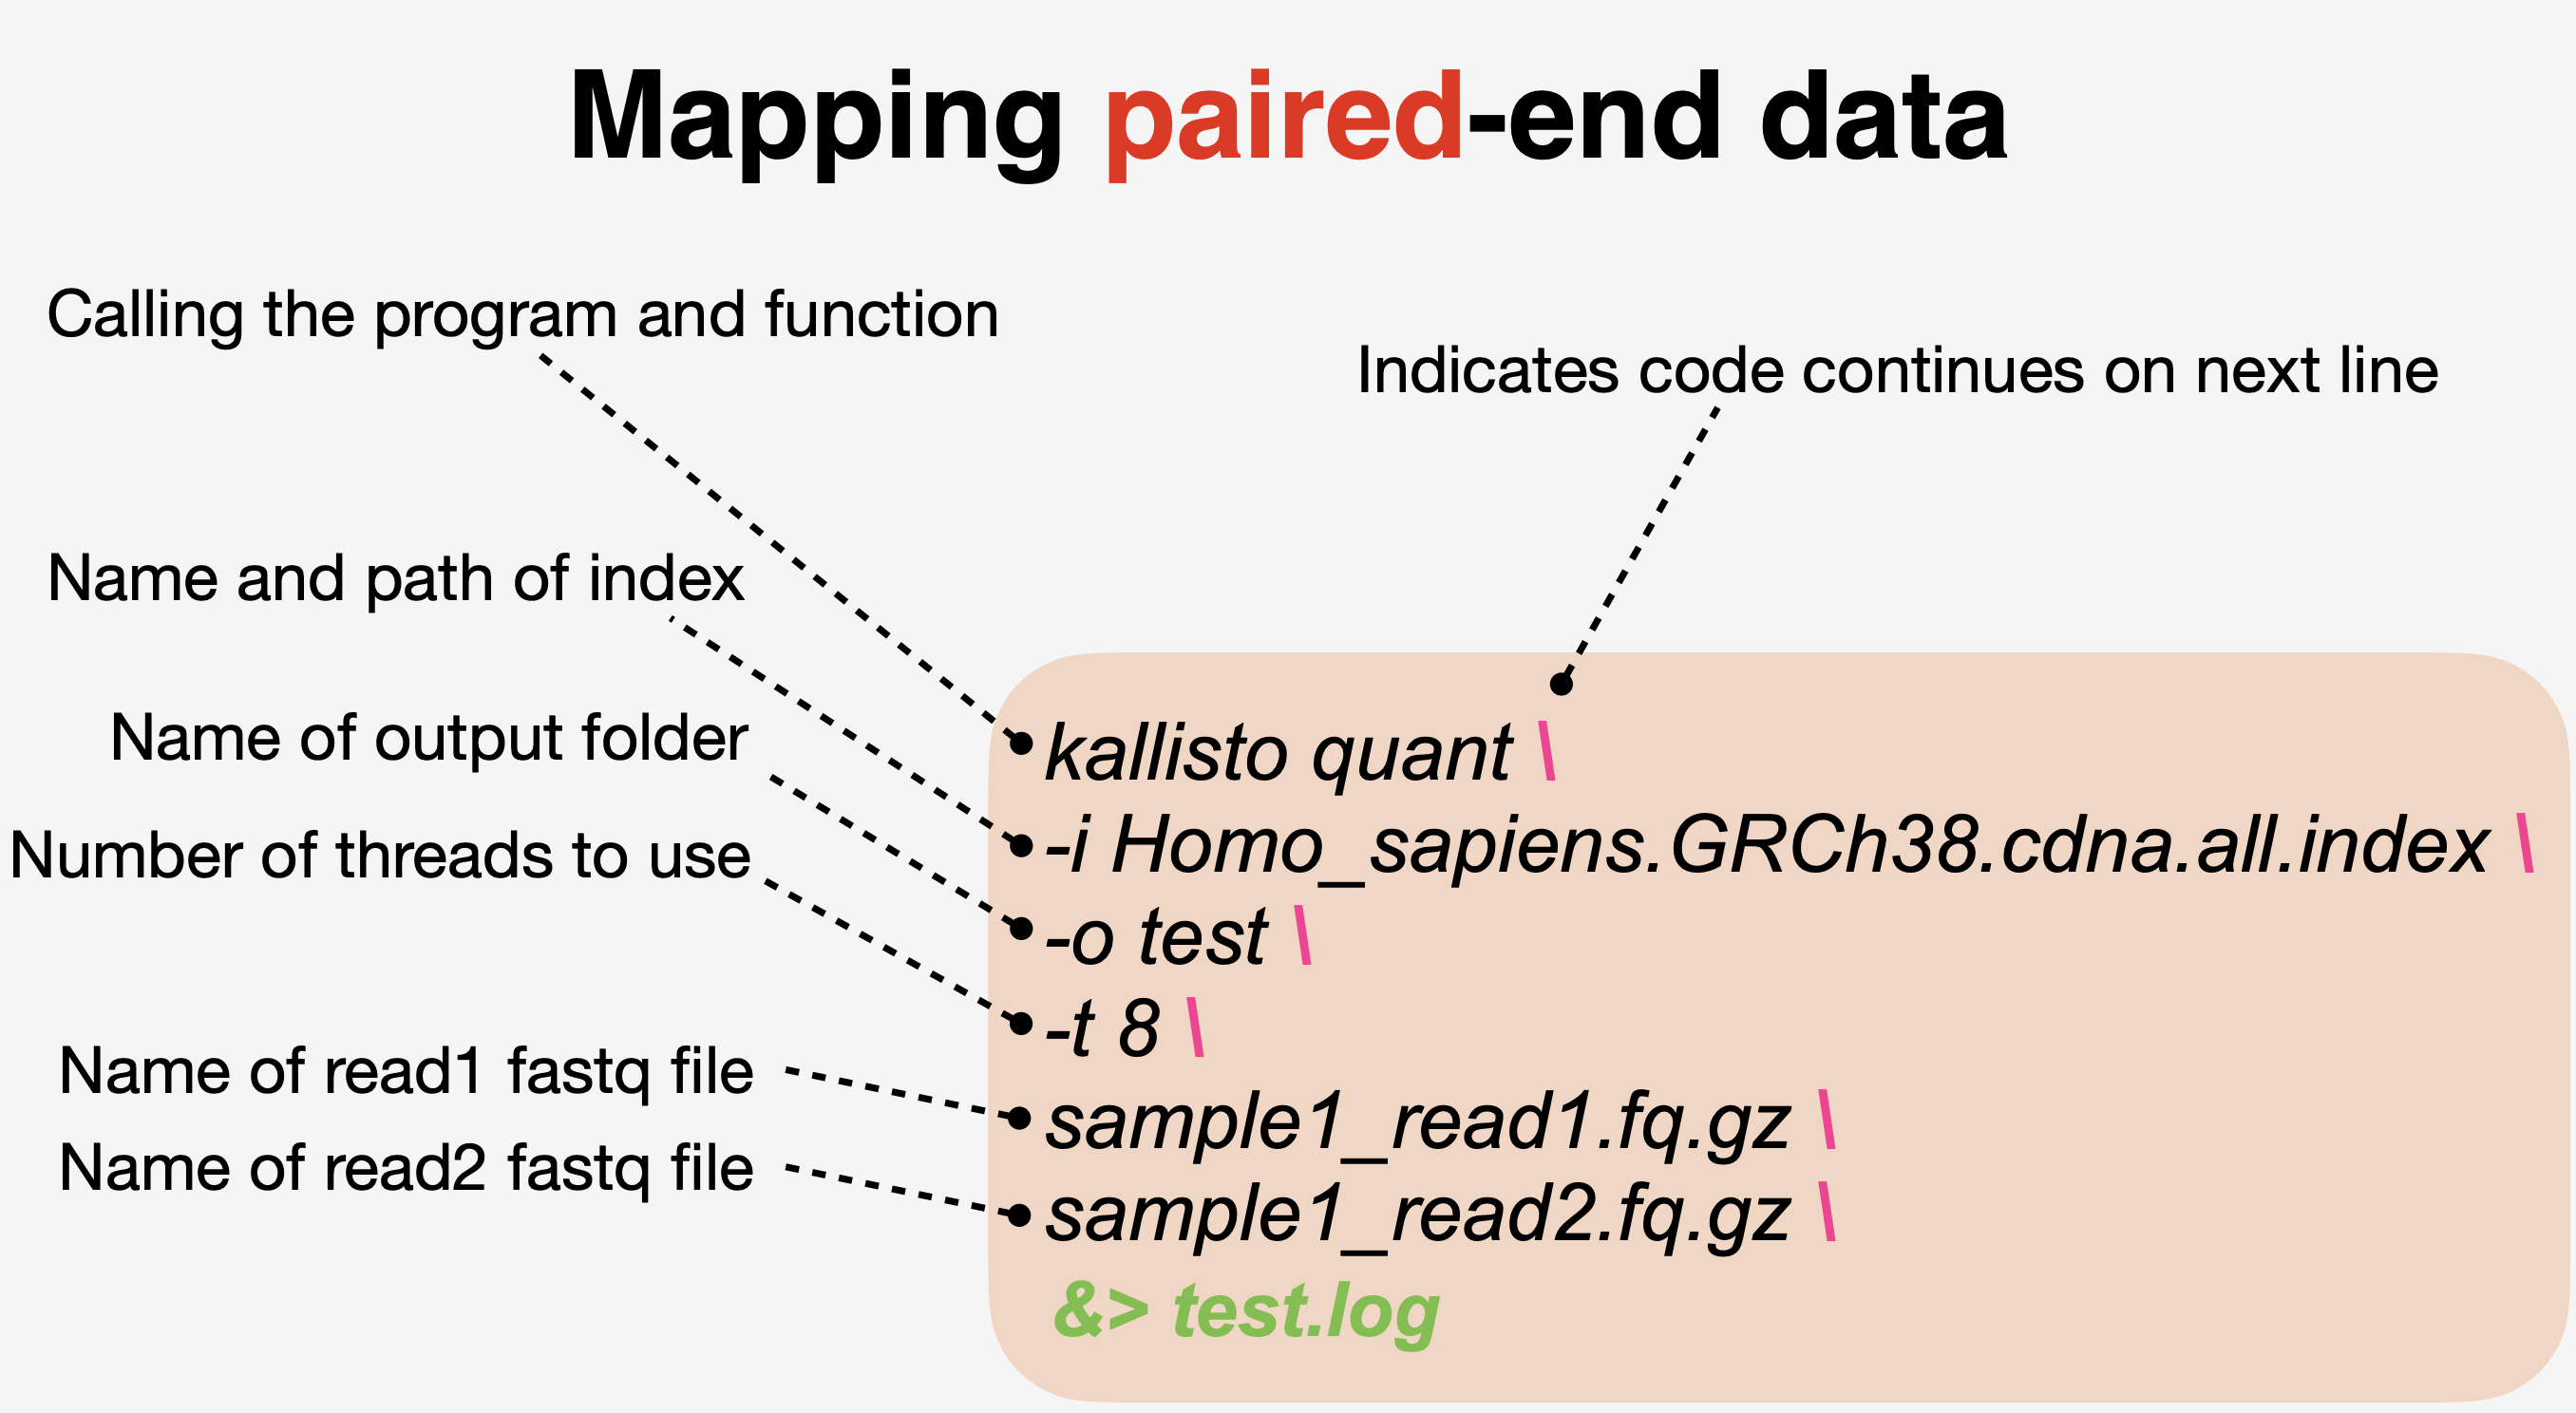 Mapping paired-end data
Calling the program and function
Indicates code continues on next line
Name and path of index
Name of output folder
Number of threads to use
Name of read1 fastq file
Name of read2 fastq file
kallisto quant \
-i Homo_sapiens.GRCh38.cdna.all.index \
-o test \
-t 8 \
sample1_read1.fq.gz \
sample1_read2.fq.gz \
&> test.log